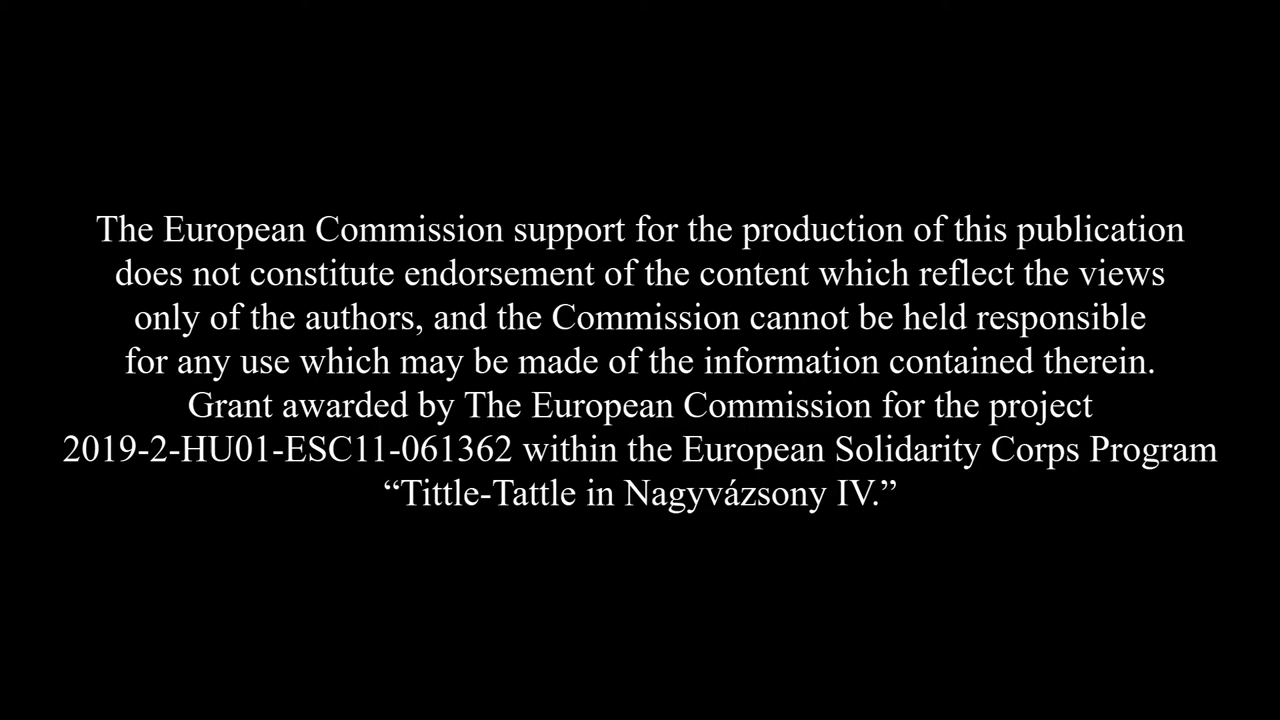 The European Commission support for the production of this publication
does not constitute endorsement of the content which reflect the views
only of the authors, and the Commission cannot be held responsible
for any use which may be made of the information contained therein.
Grant awarded by The European Commission for the project
2019-2-HU01-ESC11-061362 within the European Solidarity Corps Program
“Tittle-Tattle in Nagyvázsony IV.”